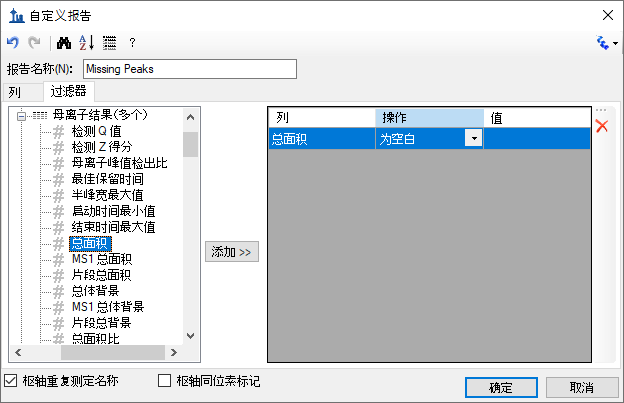 自定义报告
A
Z
?
报告名称(N):
Missing Peaks
列
过滤器
母离子结果(多个)
检测 Q 值
检测 Z 得分
母离子峰值检出比
最佳保留时间
半峰宽最大值
启动时间最小值
结束时间最大值
总面积
MS1 总面积
片段总面积
总体背景
MS1 总体背景
片段总背景
总面积比
添加 >>
列 操作 值
总面积 为空白
枢轴重复测定名称
枢轴同位素标记
确定
取消